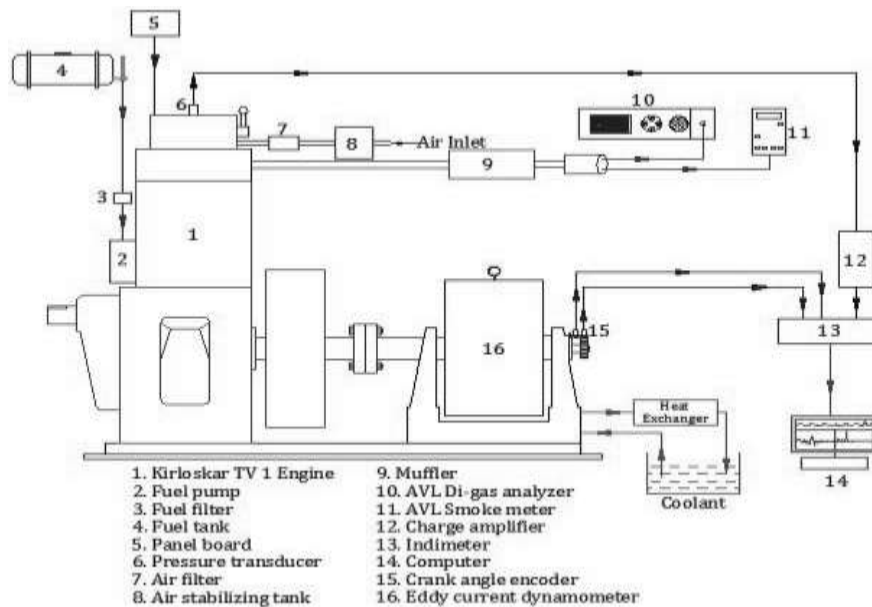 5
4
6
7
8
Air Inlet
10
11
9
3
1
2
12
16
15
13
Heat
Exchanger
Coolant
14
1. Kirloskar TV 1 Engine
2. Fuel pump
3. Fuel filter
4. Fuel tank
5. Panel board
6. Pressure transducer
7. Air filter
8. Air stabilizing tank
9. Muffler
10. AVL Di-gas analyzer
11. AVL Smoke meter
12. Charge amplifier
13. Indimeter
14. Computer
15. Crank angle encoder
16. Eddy current dynamometer